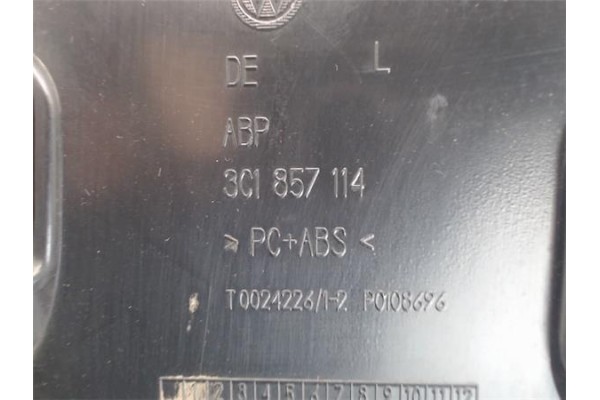 DE L
ABP
3C1 857 114
> PC+ABS <
T0024226/1-2 P0108696
2 3 4 5 6 7 8 9 10 11 12